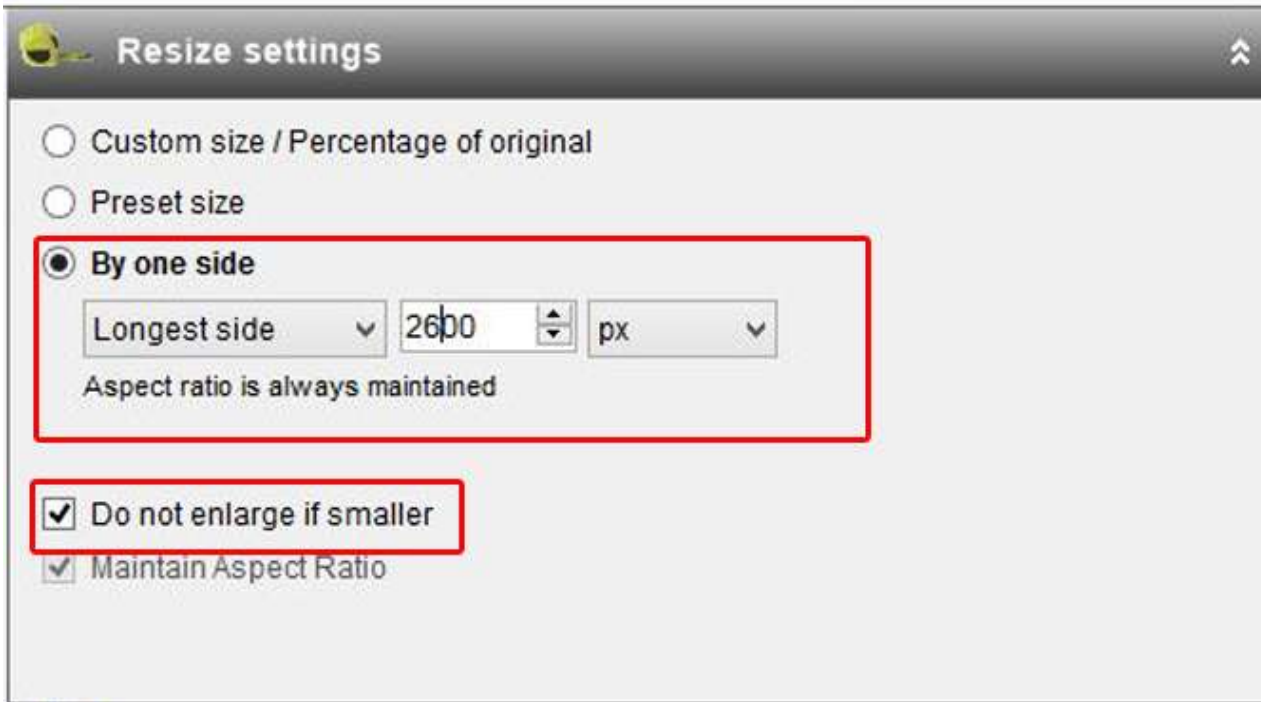 Resize settings
Custom size / Percentage of original
Preset size
By one side
Longest side 2600 px
Aspect ratio is always maintained
Do not enlarge if smaller
Maintain Aspect Ratio